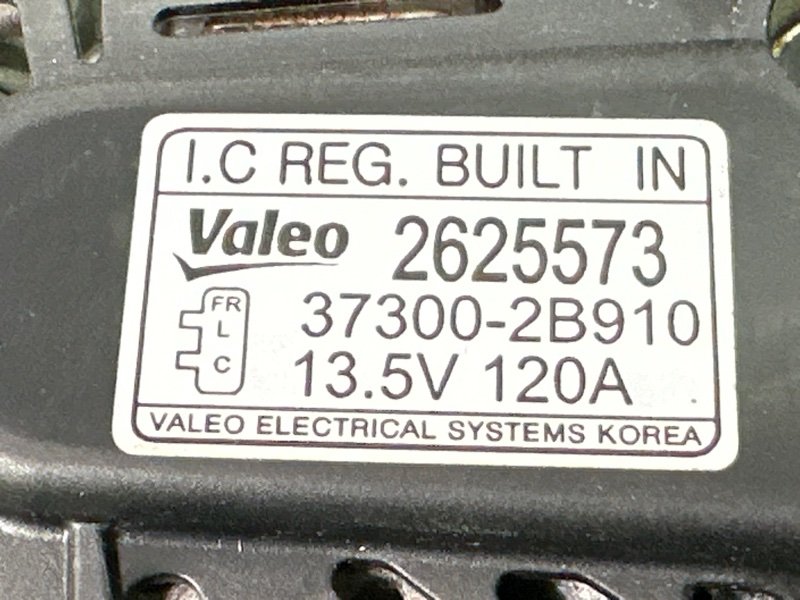 I.C REG. BUILT IN
Valeo 2625573
FR
L
C
37300-2B910
13.5V 120A
VALEO ELECTRICAL SYSTEMS KOREA